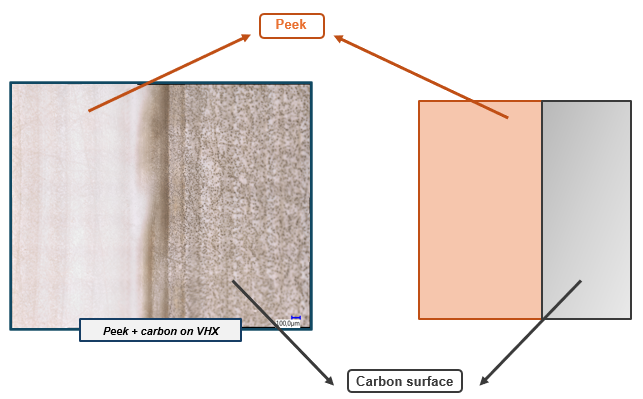 Peek
100.0µm
Peek + carbon on VHX
Carbon surface